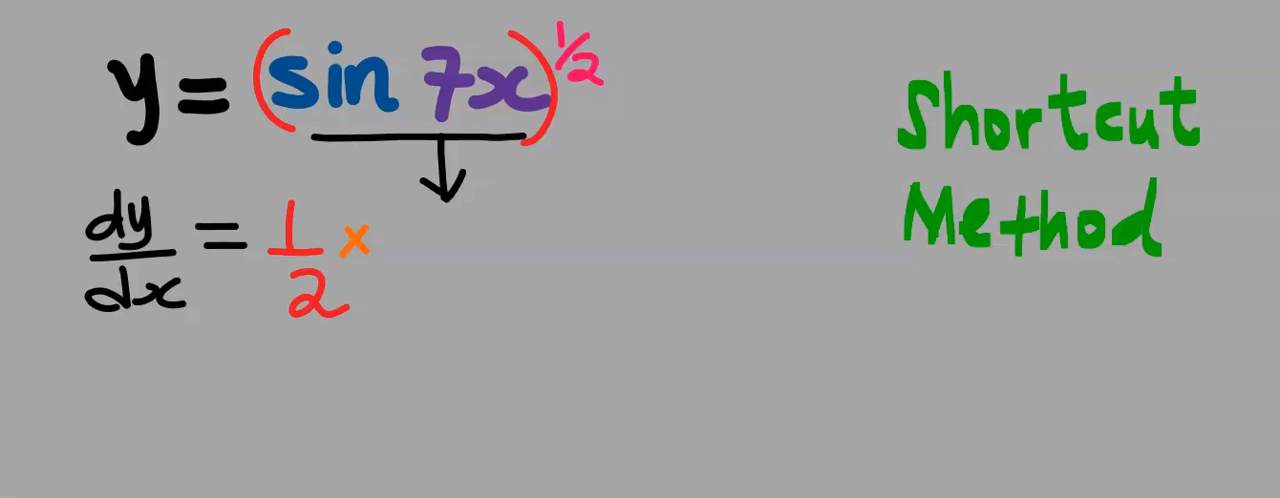 y = (sin 7x)^1/2
dy/dx = 1/2 ×
Shortcut
Method